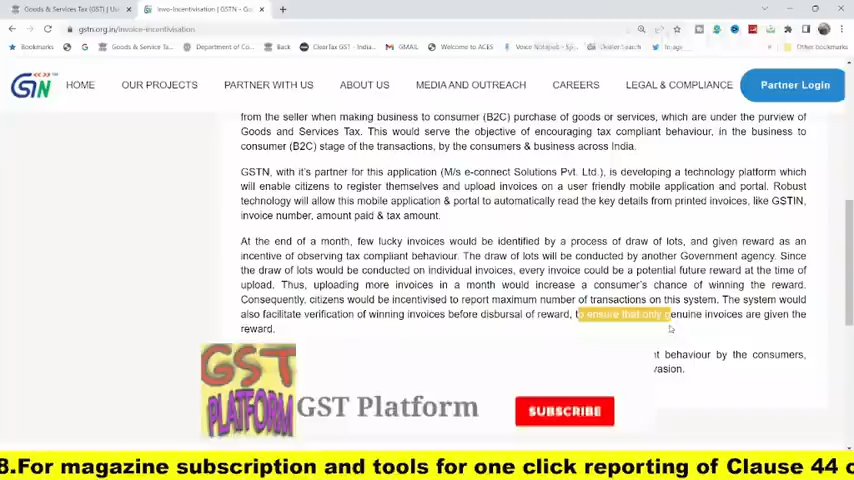 Goods & Services Tax (GST) | Us
Invo-Incentivisation | GSTN - Go
gstn.org.in/invoice-incentivisation
Bookmarks
Goods & Service Ta...
Department of Co...
Back
ClearTax GST - India...
GMAIL
Welcome to ACES
Other bookmarks
GSTN
HOME
OUR PROJECTS
PARTNER WITH US
ABOUT US
MEDIA AND OUTREACH
CAREERS
LEGAL & COMPLIANCE
Partner Login
from the seller when making business to consumer (B2C) purchase of goods or services, which are under the purview of
Goods and Services Tax. This would serve the objective of encouraging tax compliant behaviour, in the business to
consumer (B2C) stage of the transactions, by the consumers & business across India.
GSTN, with it's partner for this application (M/s e-connect Solutions Pvt. Ltd.), is developing a technology platform which
will enable citizens to register themselves and upload invoices on a user friendly mobile application and portal. Robust
technology will allow this mobile application & portal to automatically read the key details from printed invoices, like GSTIN,
invoice number, amount paid & tax amount.
At the end of a month, few lucky invoices would be identified by a process of draw of lots, and given reward as an
incentive of observing tax compliant behaviour. The draw of lots will be conducted by another Government agency. Since
the draw of lots would be conducted on individual invoices, every invoice could be a potential future reward at the time of
upload. Thus, uploading more invoices in a month would increase a consumer's chance of winning the reward.
Consequently, citizens would be incentivised to report maximum number of transactions on this system. The system would
also facilitate verification of winning invoices before disbursal of reward, to ensure that only genuine invoices are given the
reward.
t behaviour by the consumers,
vasion.
GST
PLATFORM
GST Platform
SUBSCRIBE
8.For magazine subscription and tools for one click reporting of Clause 44 o